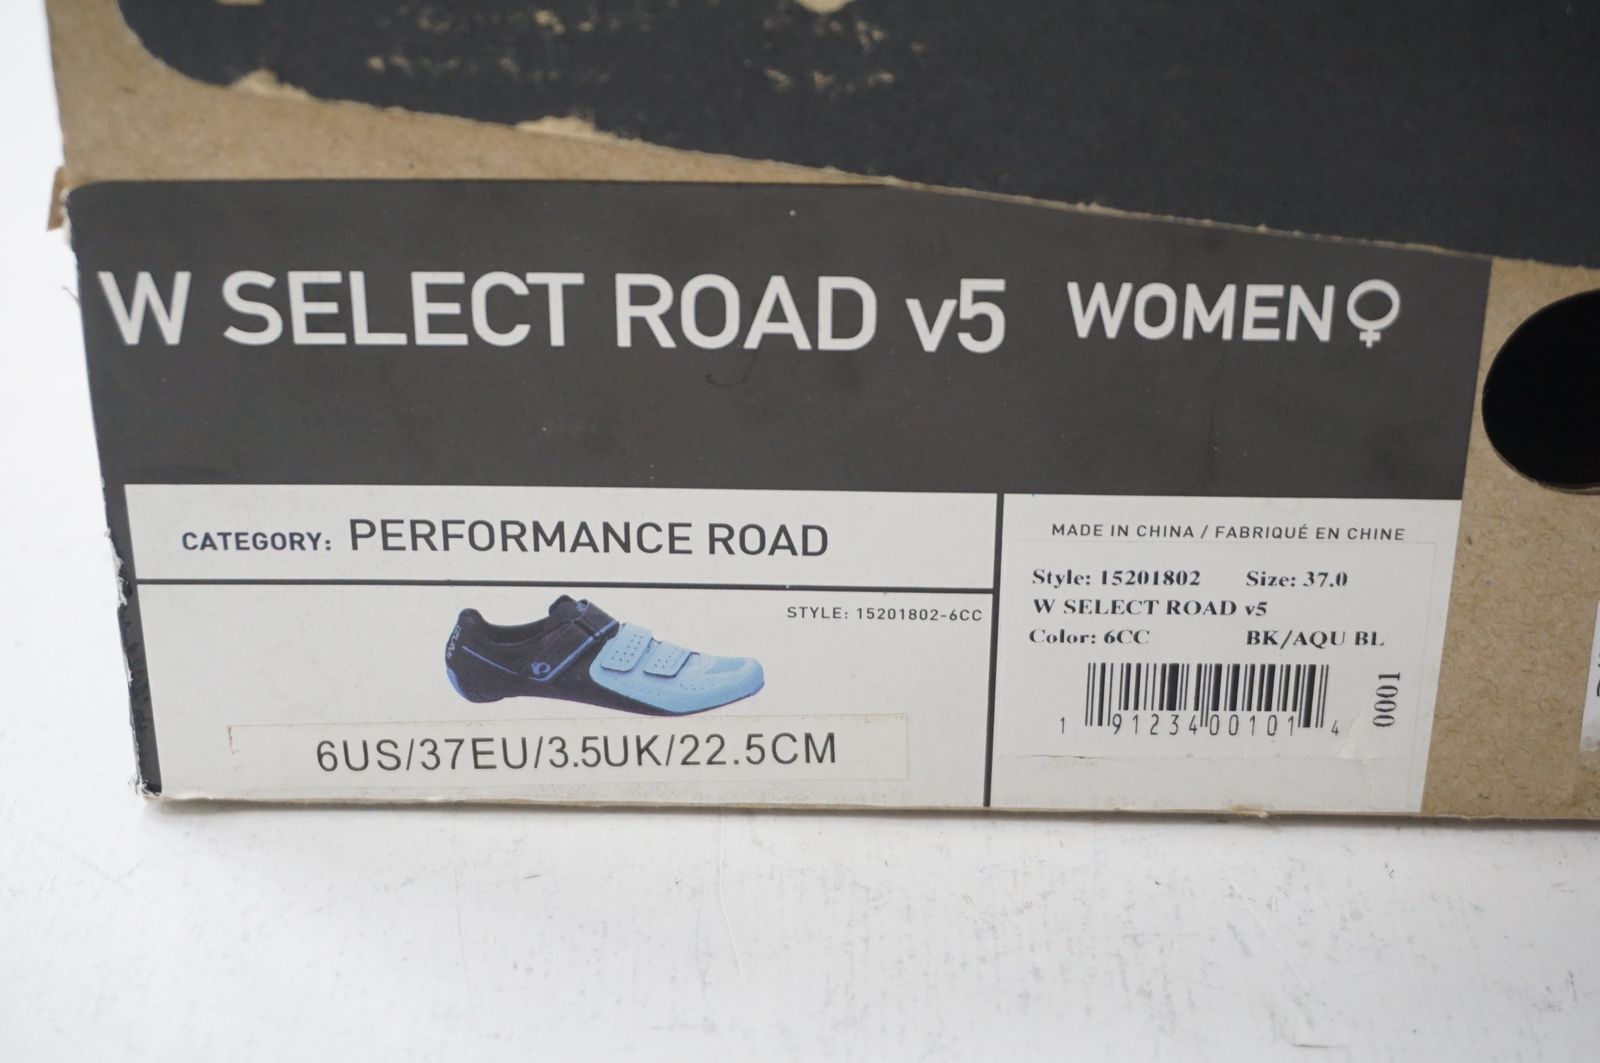 W SELECT ROAD v5 WOMEN♀
CATEGORY: PERFORMANCE ROAD
STYLE: 15201802-6CC
6US/37EU/3.5UK/22.5CM
MADE IN CHINA / FABRIQUÉ EN CHINE
Style: 15201802 Size: 37.0
W SELECT ROAD v5
Color: 6CC BK/AQU BL
1 91234 00101 4
0001